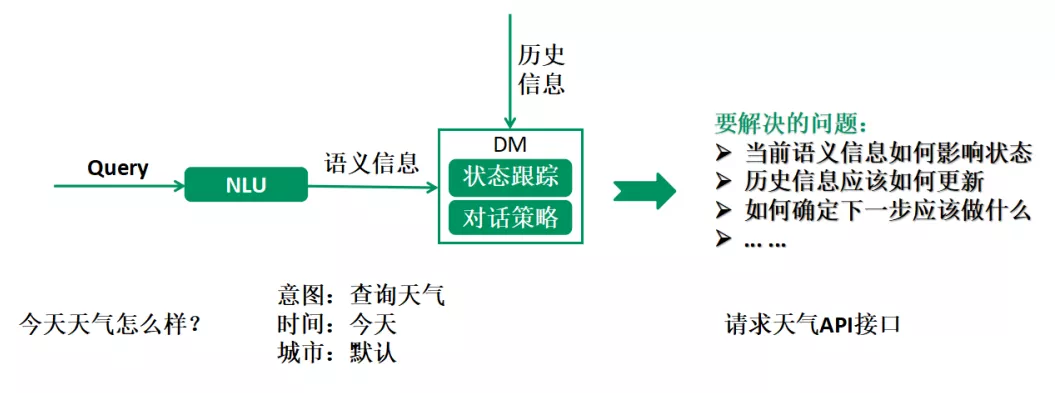 历史
信息
Query
NLU
语义信息
DM
状态跟踪
对话策略
要解决的问题：
➢ 当前语义信息如何影响状态
➢ 历史信息应该如何更新
➢ 如何确定下一步应该做什么
➢ … …
今天天气怎么样？
意图：查询天气
时间：今天
城市：默认
请求天气API接口